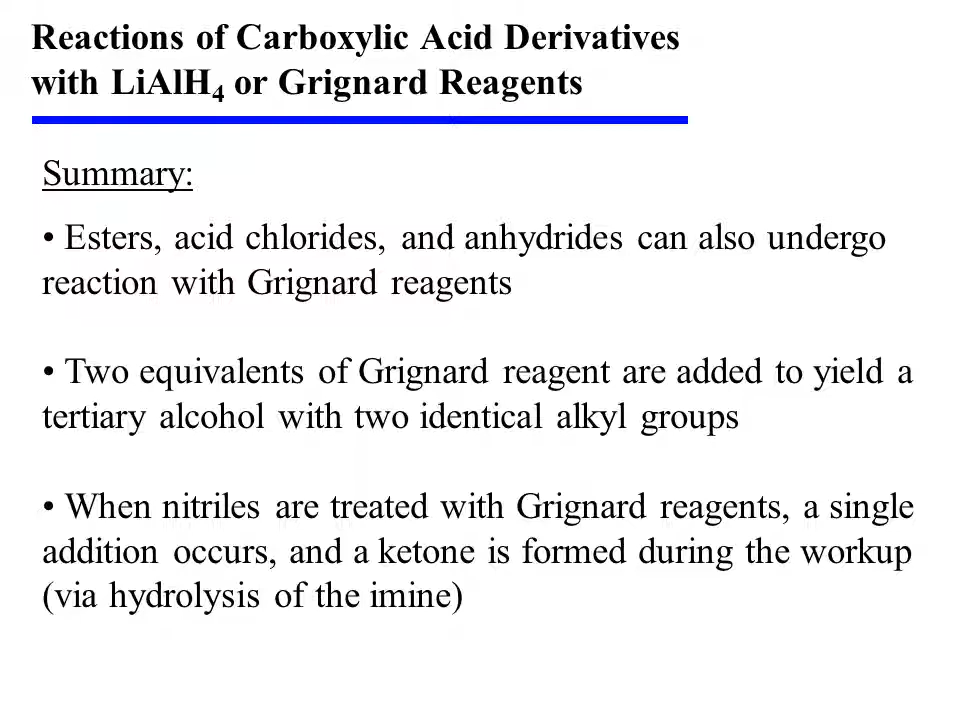 Reactions of Carboxylic Acid Derivatives
with LiAlH₄ or Grignard Reagents
Summary:
• Esters, acid chlorides, and anhydrides can also undergo
reaction with Grignard reagents
• Two equivalents of Grignard reagent are added to yield a
tertiary alcohol with two identical alkyl groups
• When nitriles are treated with Grignard reagents, a single
addition occurs, and a ketone is formed during the workup
(via hydrolysis of the imine)